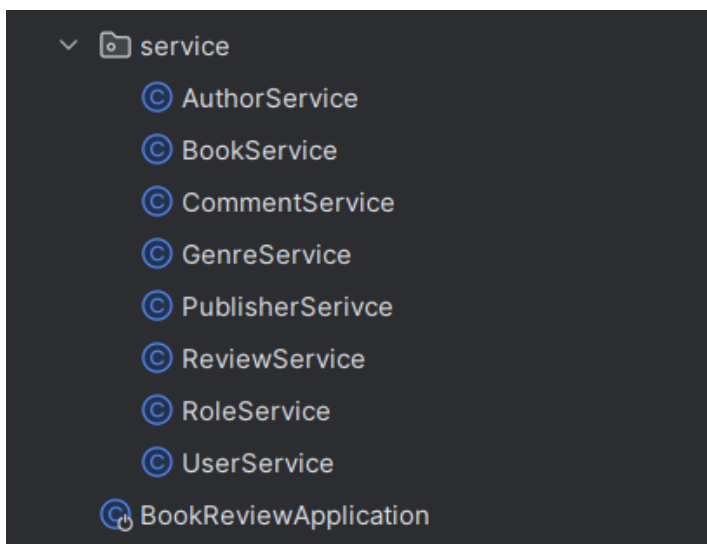 service
AuthorService
BookService
CommentService
GenreService
PublisherSerivce
ReviewService
RoleService
UserService
BookReviewApplication